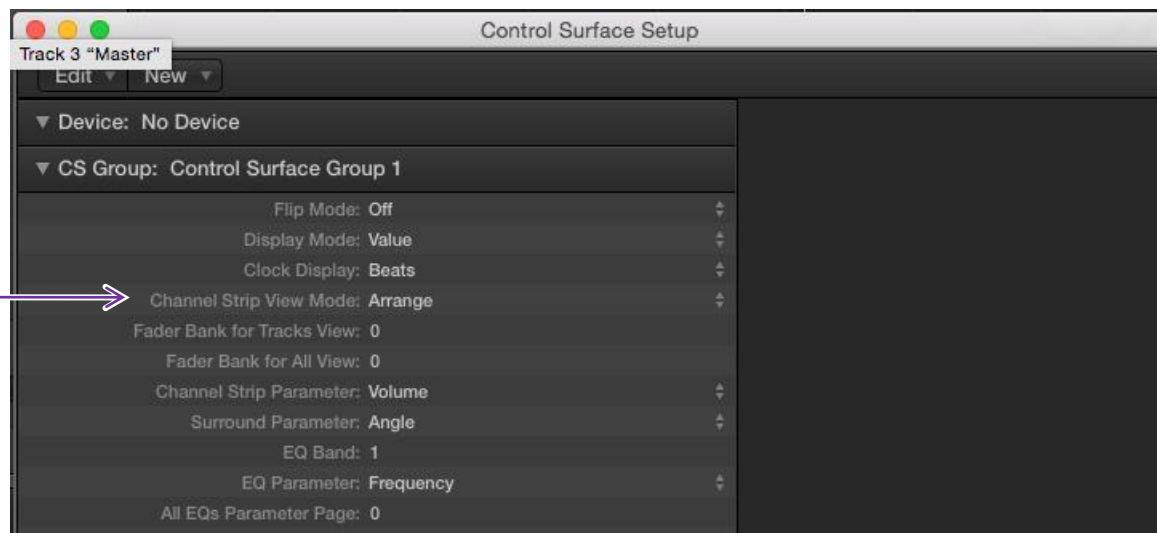 Control Surface Setup
Track 3 "Master"
Edit New
Device: No Device
CS Group: Control Surface Group 1
Flip Mode: Off
Display Mode: Value
Clock Display: Beats
Channel Strip View Mode: Arrange
Fader Bank for Tracks View: 0
Fader Bank for All View: 0
Channel Strip Parameter: Volume
Surround Parameter: Angle
EQ Band: 1
EQ Parameter: Frequency
All EQs Parameter Page: 0